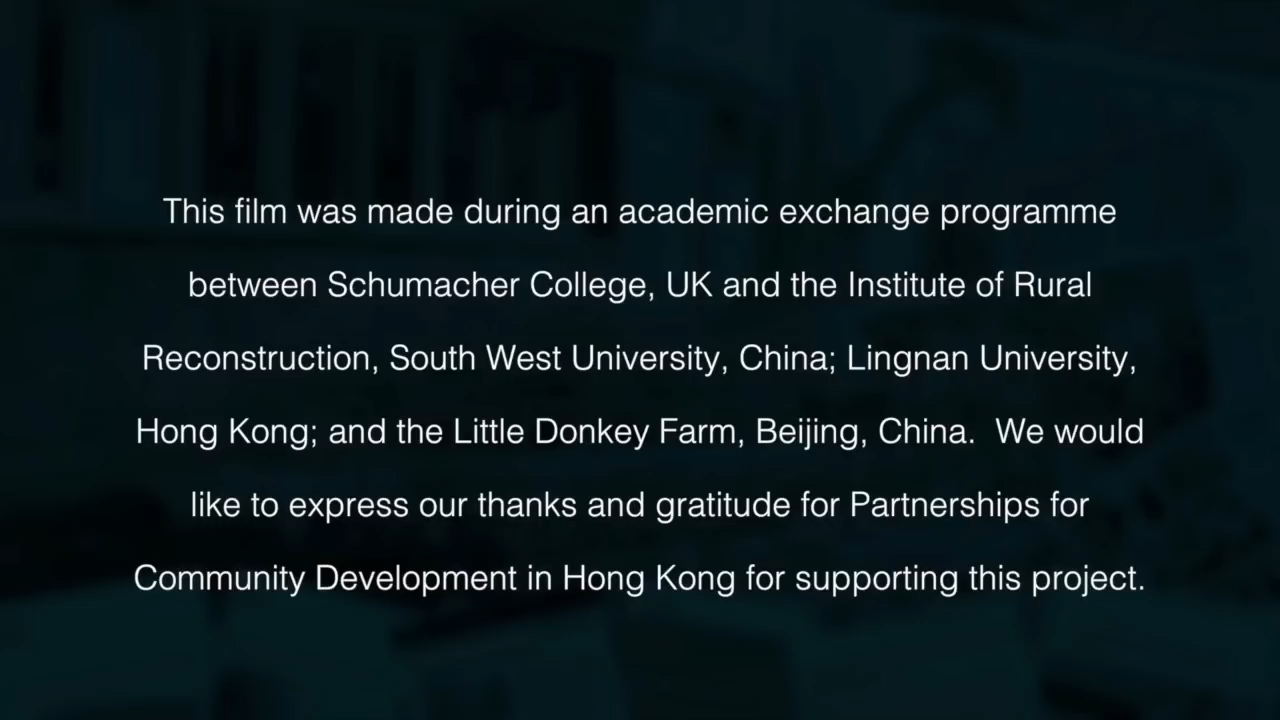 This film was made during an academic exchange programme
between Schumacher College, UK and the Institute of Rural
Reconstruction, South West University, China; Lingnan University,
Hong Kong; and the Little Donkey Farm, Beijing, China.  We would
like to express our thanks and gratitude for Partnerships for
Community Development in Hong Kong for supporting this project.